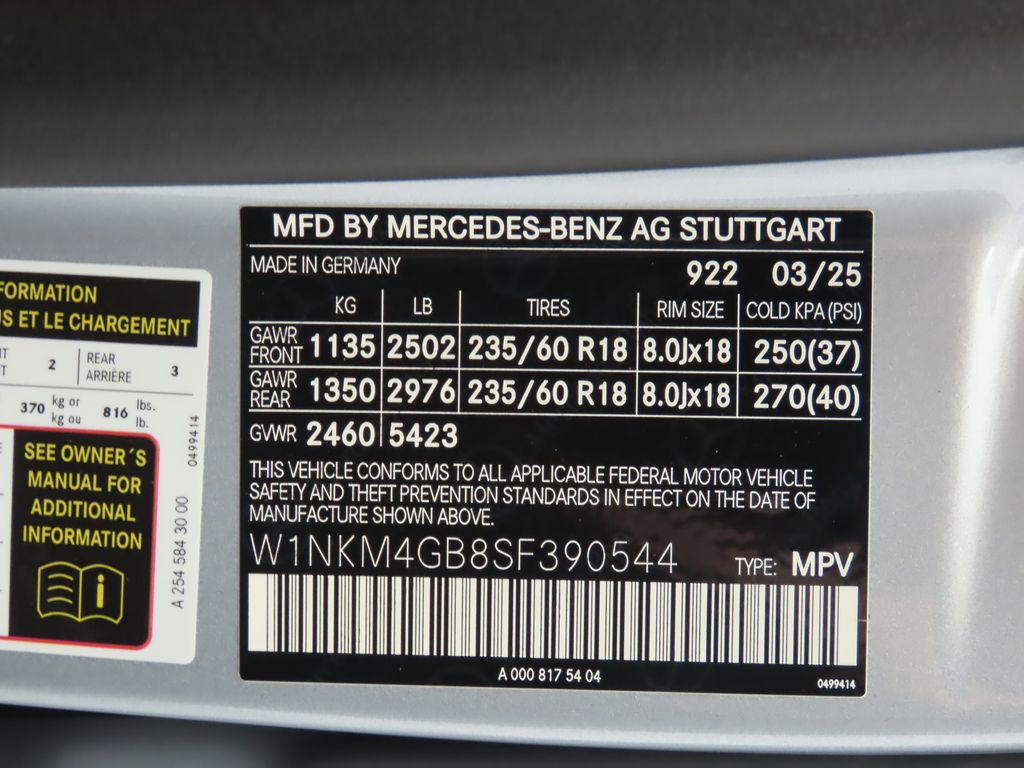 MFD BY MERCEDES-BENZ AG STUTTGART
MADE IN GERMANY 922 03/25
KG LB TIRES RIM SIZE COLD KPA (PSI)
GAWR FRONT 1135 2502 235/60 R18 8.0Jx18 250(37)
GAWR REAR 1350 2976 235/60 R18 8.0Jx18 270(40)
GVWR 2460 5423
THIS VEHICLE CONFORMS TO ALL APPLICABLE FEDERAL MOTOR VEHICLE
SAFETY AND THEFT PREVENTION STANDARDS IN EFFECT ON THE DATE OF
MANUFACTURE SHOWN ABOVE.
W1NKM4GB8SF390544 TYPE: MPV
A 000 817 54 04
0499414
ET LE CHARGEMENT
2 REAR ARRIÈRE 3
370 kg or kg ou 816 lbs. lb.
SEE OWNER´S
MANUAL FOR
ADDITIONAL
INFORMATION
0499414
A 254 584 30 00